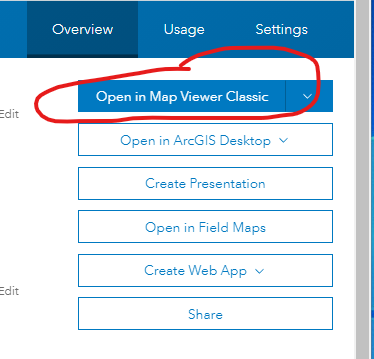 Overview Usage Settings
Open in Map Viewer Classic
Edit
Open in ArcGIS Desktop
Create Presentation
Open in Field Maps
Create Web App
Edit
Share